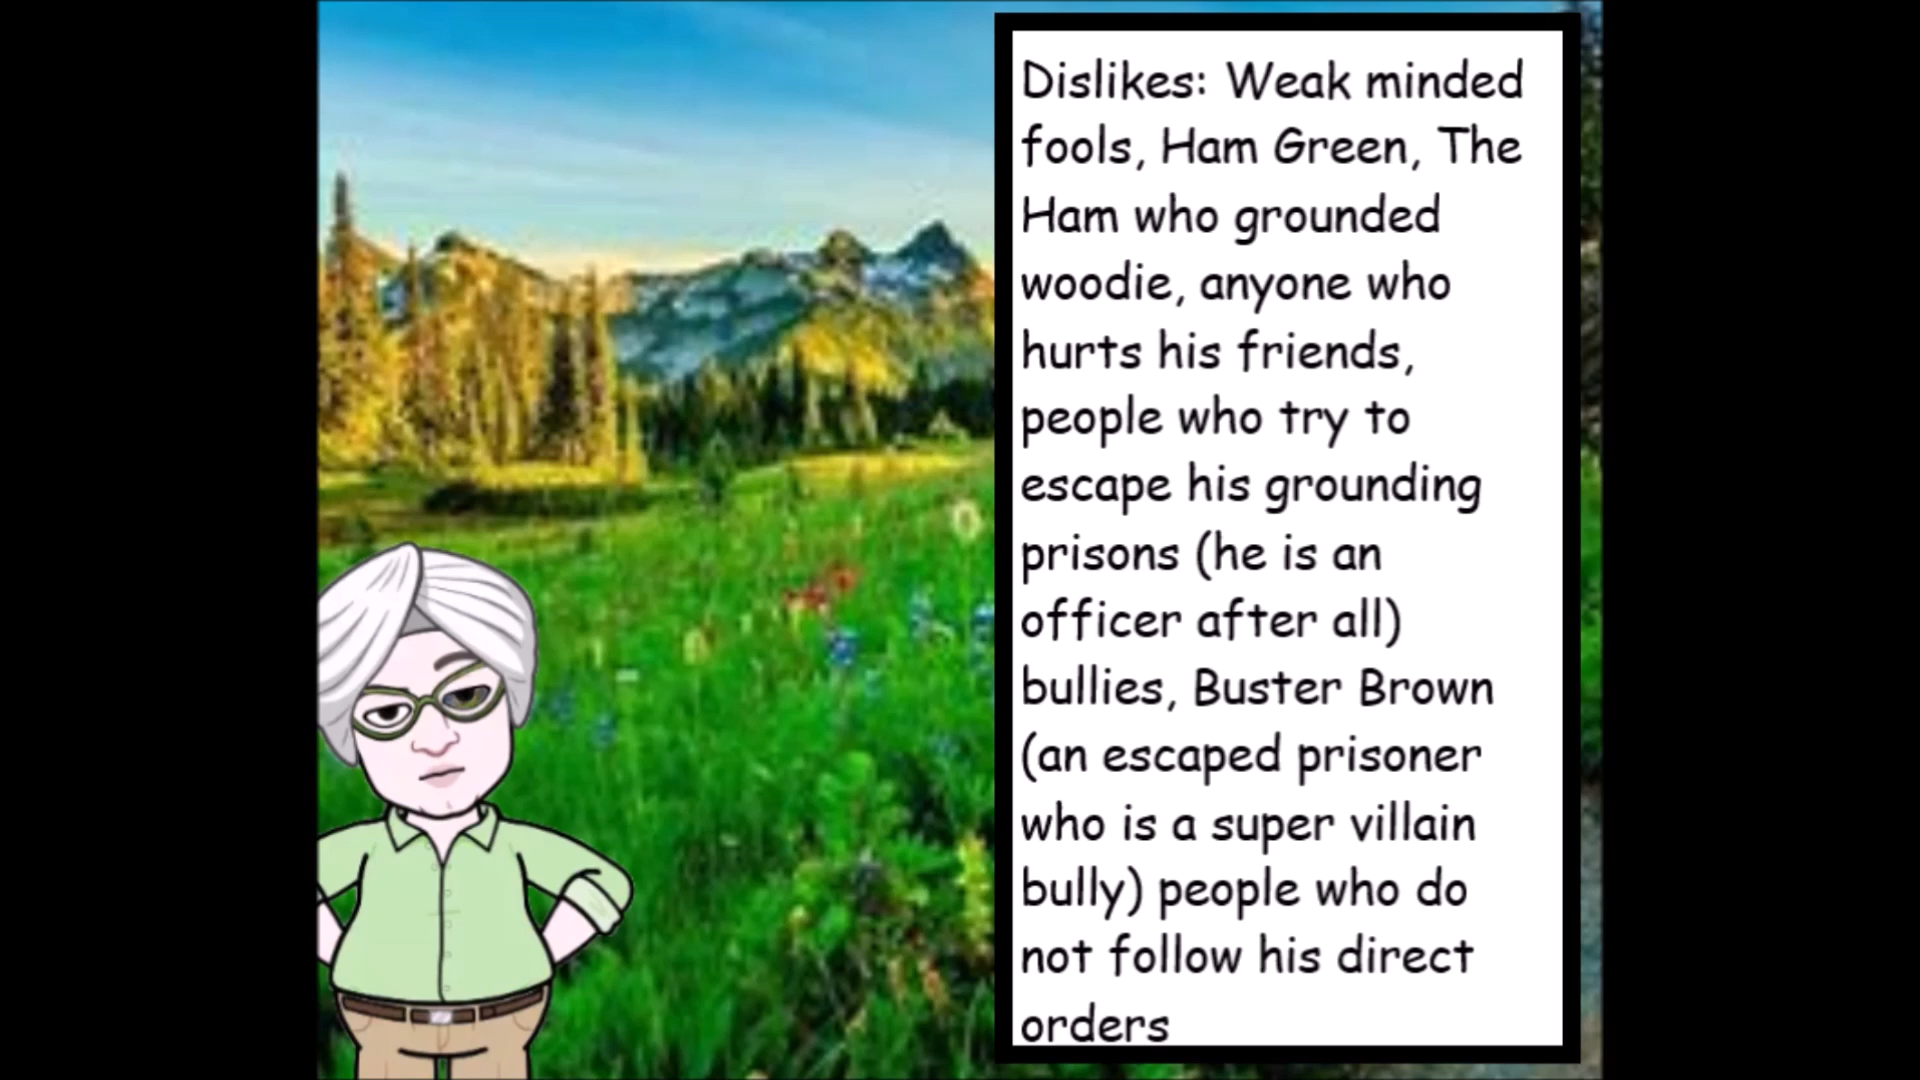 Dislikes: Weak minded
fools, Ham Green, The
Ham who grounded
woodie, anyone who
hurts his friends,
people who try to
escape his grounding
prisons (he is an
officer after all)
bullies, Buster Brown
(an escaped prisoner
who is a super villain
bully) people who do
not follow his direct
orders